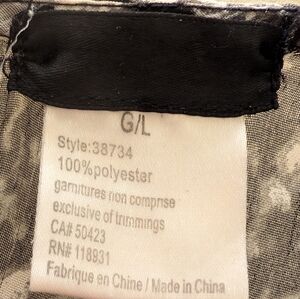 G/L
Style:38734
100%polyester
garnitures non comprise
exclusive of trimmings
CA# 50423
RN# 118931
Fabrique en Chine / Made in China